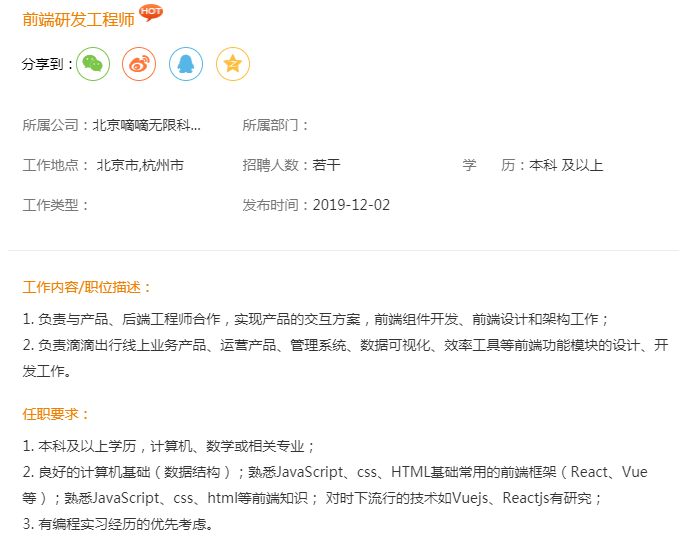 前端研发工程师 HOT
分享到：
所属公司：北京嘀嘀无限科... 所属部门：
工作地点： 北京市,杭州市 招聘人数：若干 学 历：本科 及以上
工作类型： 发布时间：2019-12-02
工作内容/职位描述：
1. 负责与产品、后端工程师合作，实现产品的交互方案，前端组件开发、前端设计和架构工作；
2. 负责滴滴出行线上业务产品、运营产品、管理系统、数据可视化、效率工具等前端功能模块的设计、开
发工作。
任职要求：
1. 本科及以上学历，计算机、数学或相关专业；
2. 良好的计算机基础（数据结构）；熟悉JavaScript、css、HTML基础常用的前端框架（React、Vue
等）；熟悉JavaScript、css、html等前端知识； 对时下流行的技术如Vuejs、Reactjs有研究；
3. 有编程实习经历的优先考虑。